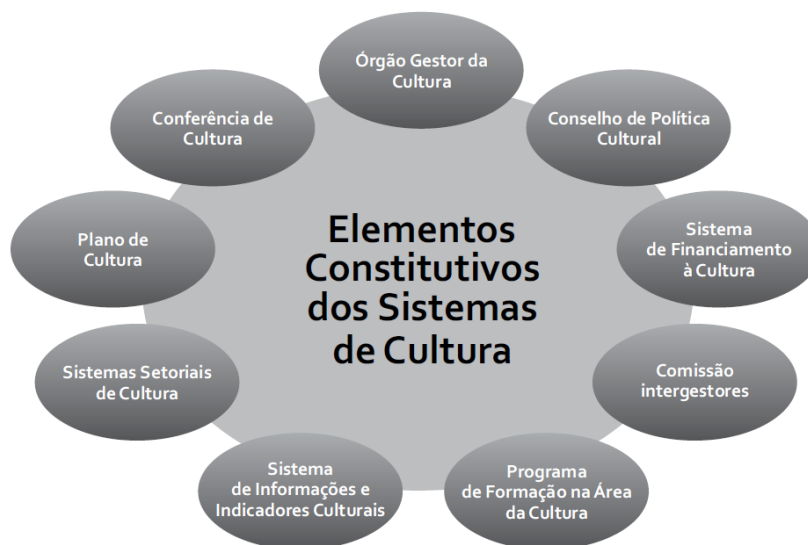 Órgão Gestor da
Cultura
Conselho de Política
Cultural
Sistema
de Financiamento
à Cultura
Comissão
intergestores
Programa
de Formação na Área
da Cultura
Sistema
de Informações e
Indicadores Culturais
Sistemas Setoriais
de Cultura
Plano de
Cultura
Conferência de
Cultura
Elementos
Constitutivos
dos Sistemas
de Cultura